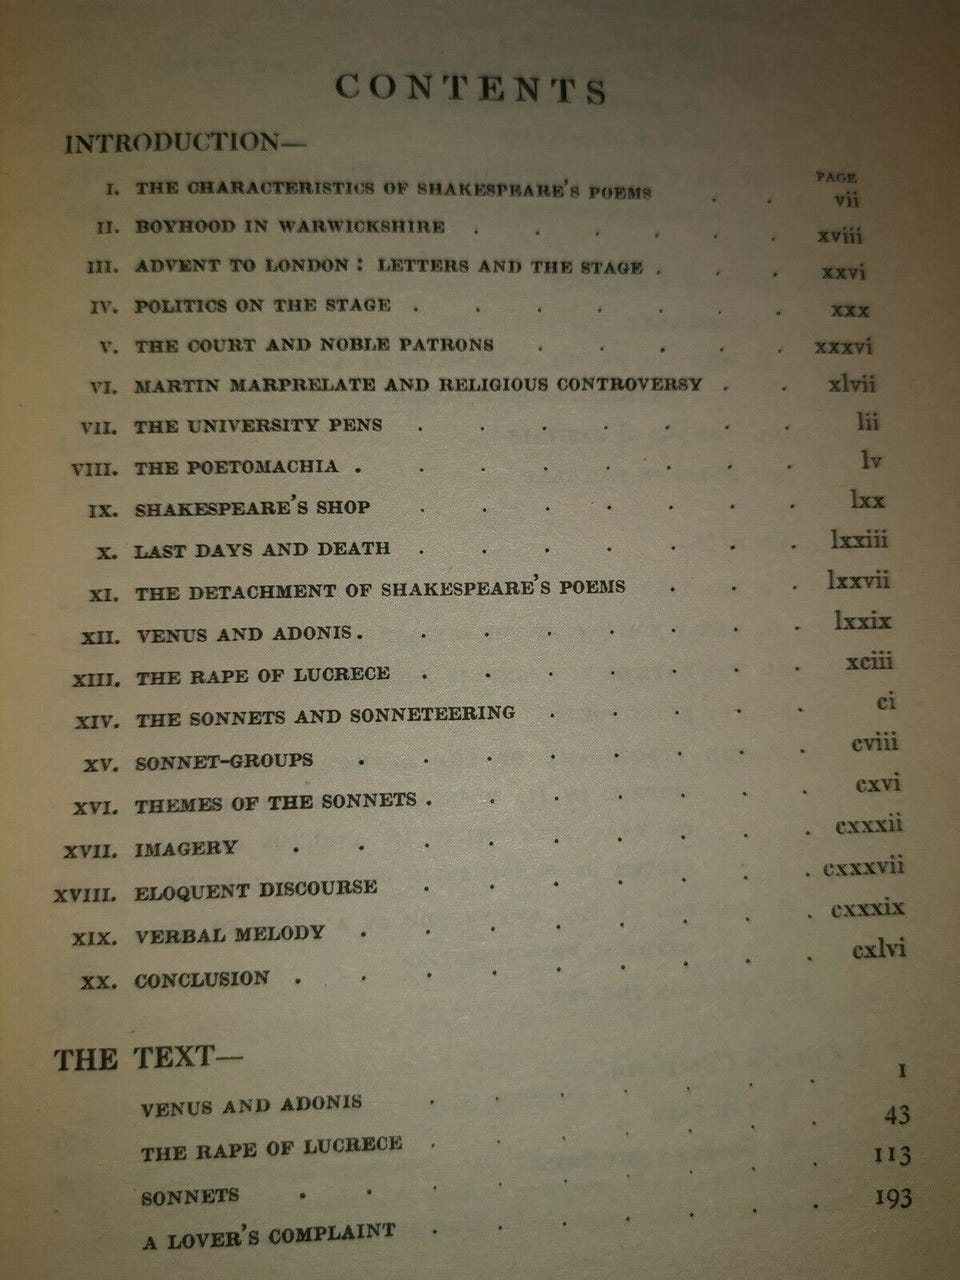 CONTENTS
INTRODUCTION—
PAGE
I. THE CHARACTERISTICS OF SHAKESPEARE'S POEMS . . vii
II. BOYHOOD IN WARWICKSHIRE . . . . . . xviii
III. ADVENT TO LONDON : LETTERS AND THE STAGE . . . xxvi
IV. POLITICS ON THE STAGE . . . . . . . xxx
V. THE COURT AND NOBLE PATRONS . . . . . xxxvi
VI. MARTIN MARPRELATE AND RELIGIOUS CONTROVERSY . . xlvii
VII. THE UNIVERSITY PENS . . . . . . . lii
VIII. THE POETOMACHIA . . . . . . . . lv
IX. SHAKESPEARE'S SHOP . . . . . . . lxx
X. LAST DAYS AND DEATH . . . . . . . lxxiii
XI. THE DETACHMENT OF SHAKESPEARE'S POEMS . . . lxxvii
XII. VENUS AND ADONIS . . . . . . . . lxxix
XIII. THE RAPE OF LUCRECE . . . . . . . xciii
XIV. THE SONNETS AND SONNETEERING . . . . . ci
XV. SONNET-GROUPS . . . . . . . . cviii
XVI. THEMES OF THE SONNETS . . . . . . . cxvi
XVII. IMAGERY . . . . . . . . . cxxxii
XVIII. ELOQUENT DISCOURSE . . . . . . . cxxxvii
XIX. VERBAL MELODY . . . . . . . . cxxxix
XX. CONCLUSION . . . . . . . . . cxlvi
THE TEXT—
VENUS AND ADONIS . . . . . . . 1
THE RAPE OF LUCRECE . . . . . . . 43
SONNETS . . . . . . . . . 113
A LOVER'S COMPLAINT . . . . . . . 193